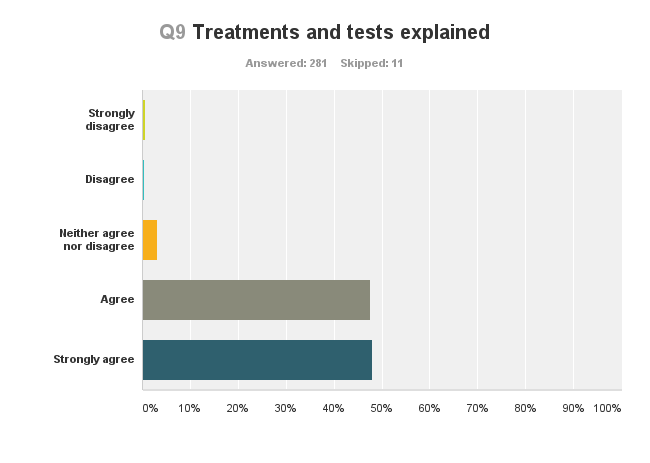 Q9 Treatments and tests explained
Answered: 281 Skipped: 11
Strongly
disagree
Disagree
Neither agree
nor disagree
Agree
Strongly agree
0% 10% 20% 30% 40% 50% 60% 70% 80% 90% 100%